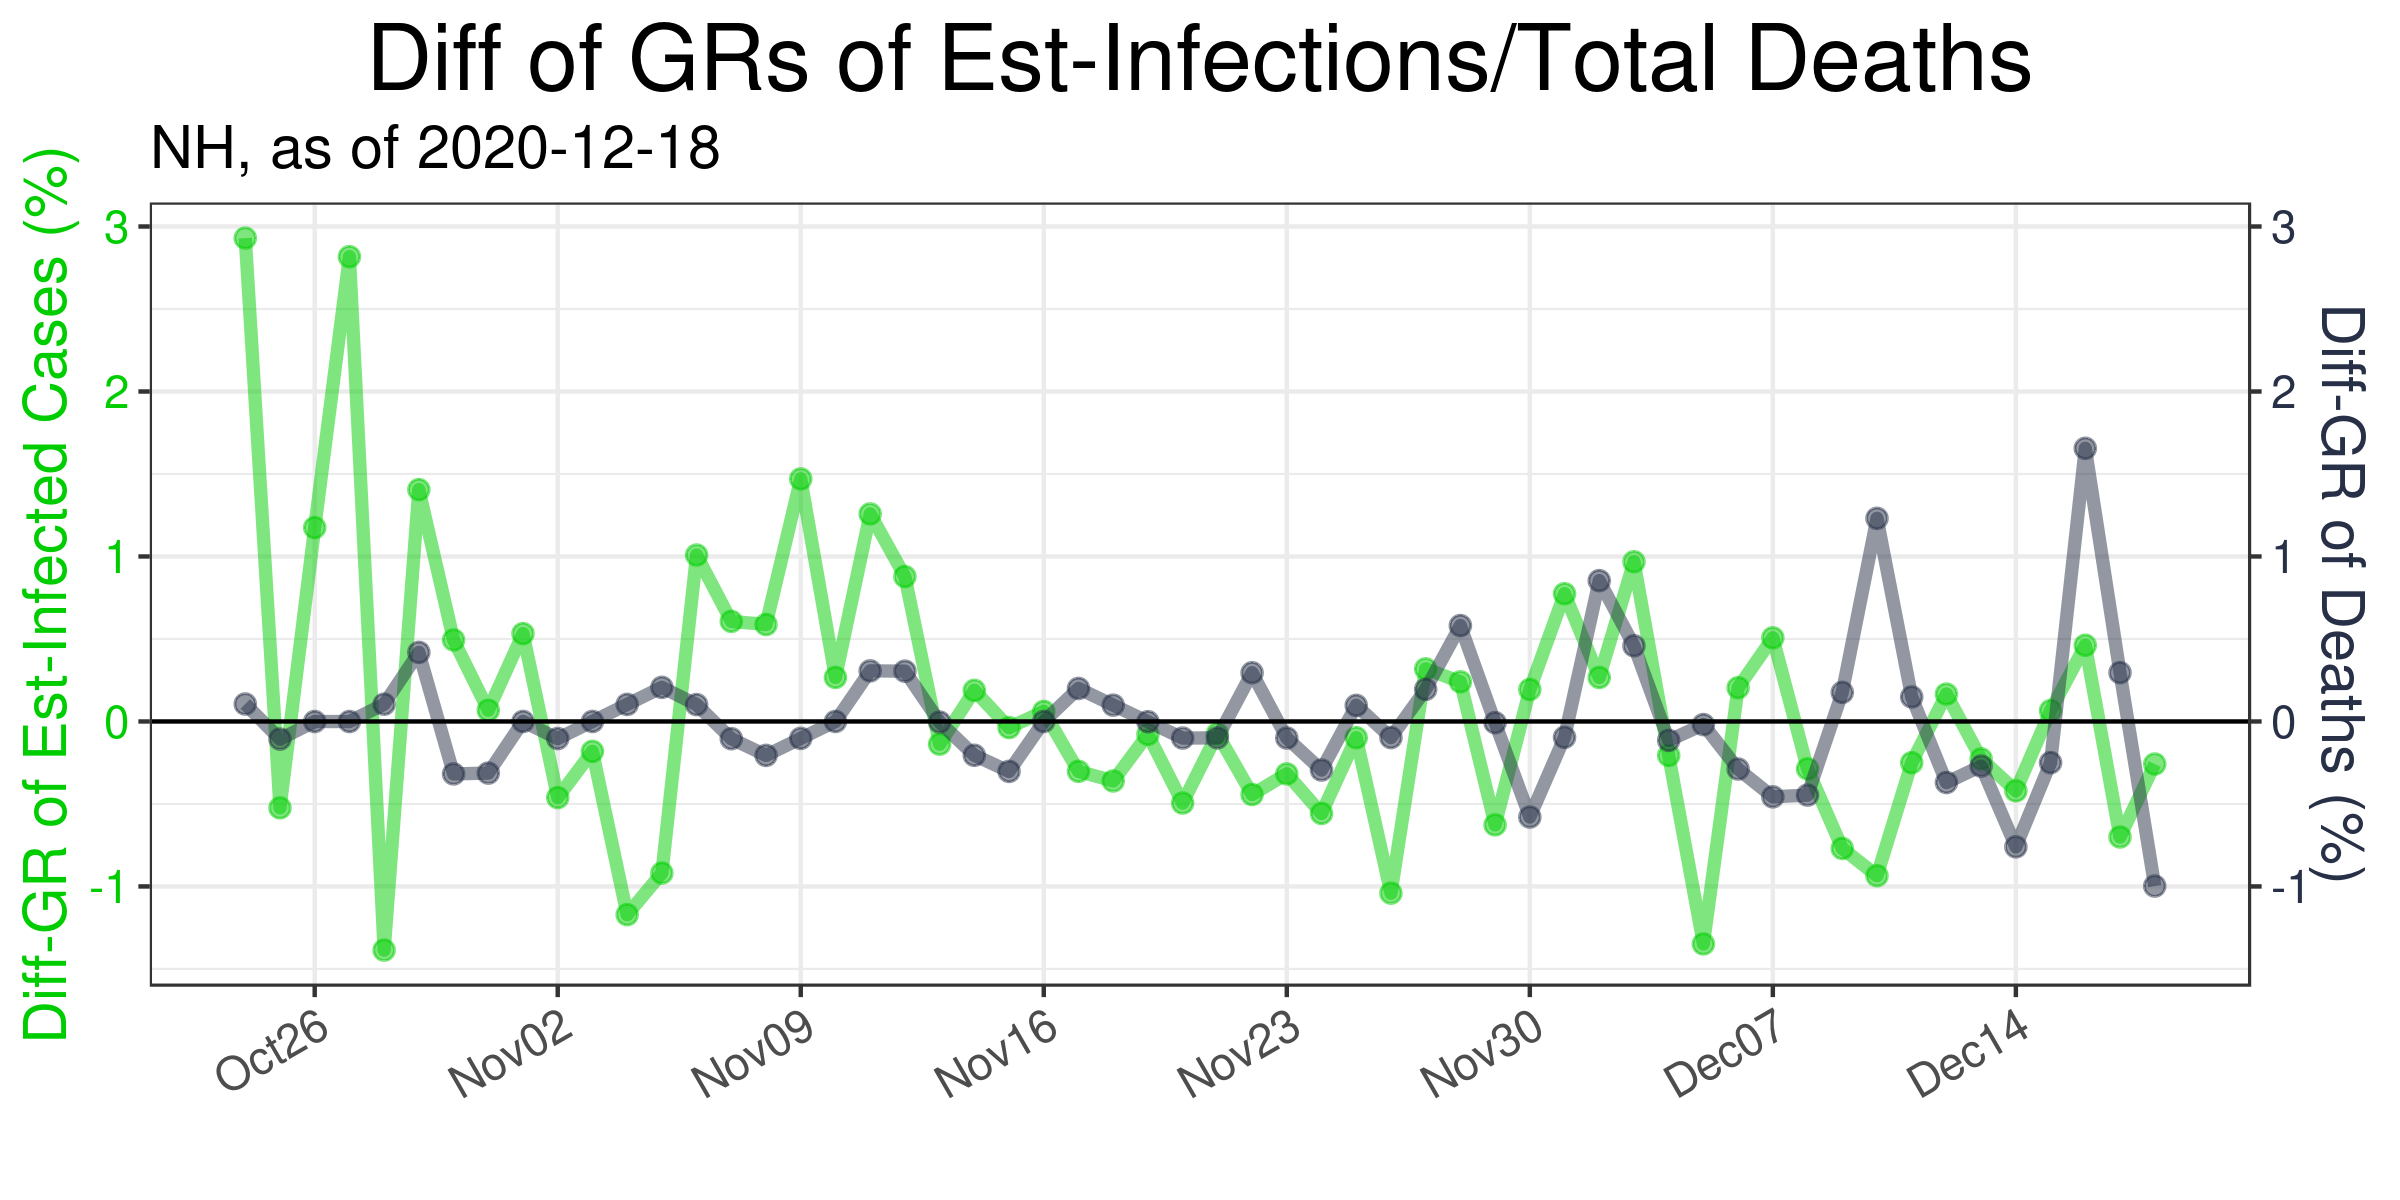 Diff of GRs of Est-Infections/Total Deaths
NH, as of 2020-12-18
Diff-GR of Est-Infected Cases (%)
3
2
1
0
-1
3
2
1
0
-1
Diff-GR of Deaths (%)
Oct26
Nov02
Nov09
Nov16
Nov23
Nov30
Dec07
Dec14